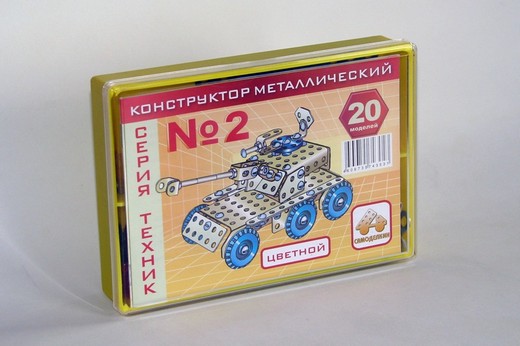 КОНСТРУКТОР МЕТАЛЛИЧЕСКИЙ
СЕРИЯ ТЕХНИК
№2
20
моделей
ЦВЕТНОЙ
САМОДЕЛКИН